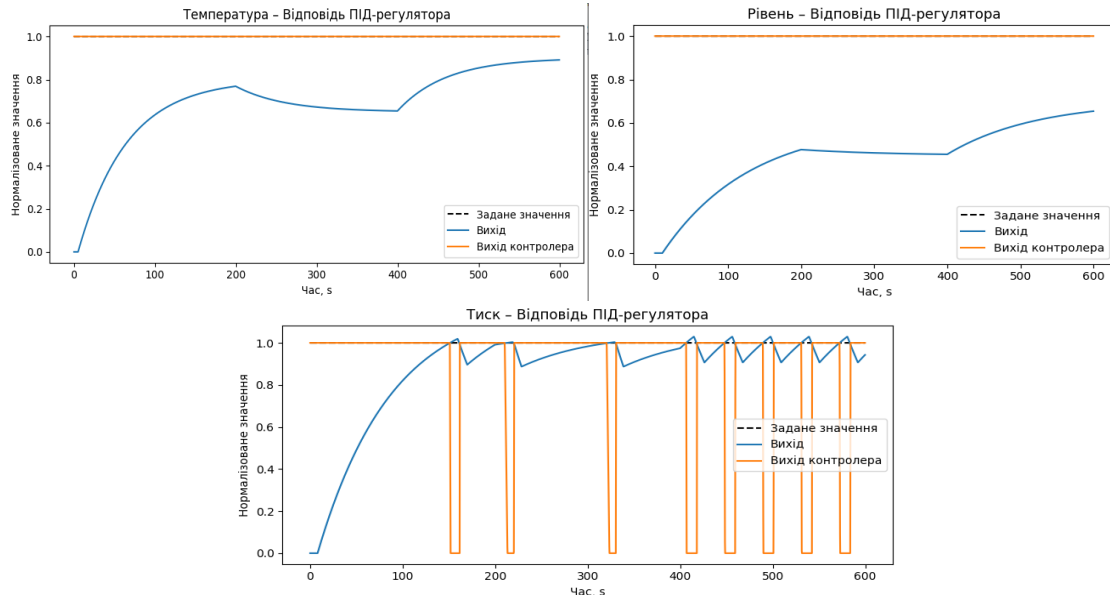 Температура – Відповідь ПІД-регулятора
Нормалізоване значення
1.0
0.8
0.6
0.4
0.2
0.0
Задане значення
Вихід
Вихід контролера
0 100 200 300 400 500 600
Час, s
Рівень – Відповідь ПІД-регулятора
Нормалізоване значення
1.0
0.8
0.6
0.4
0.2
0.0
Задане значення
Вихід
Вихід контролера
0 100 200 300 400 500 600
Час, s
Тиск – Відповідь ПІД-регулятора
Нормалізоване значення
1.0
0.8
0.6
0.4
0.2
0.0
Задане значення
Вихід
Вихід контролера
0 100 200 300 400 500 600
Час, s